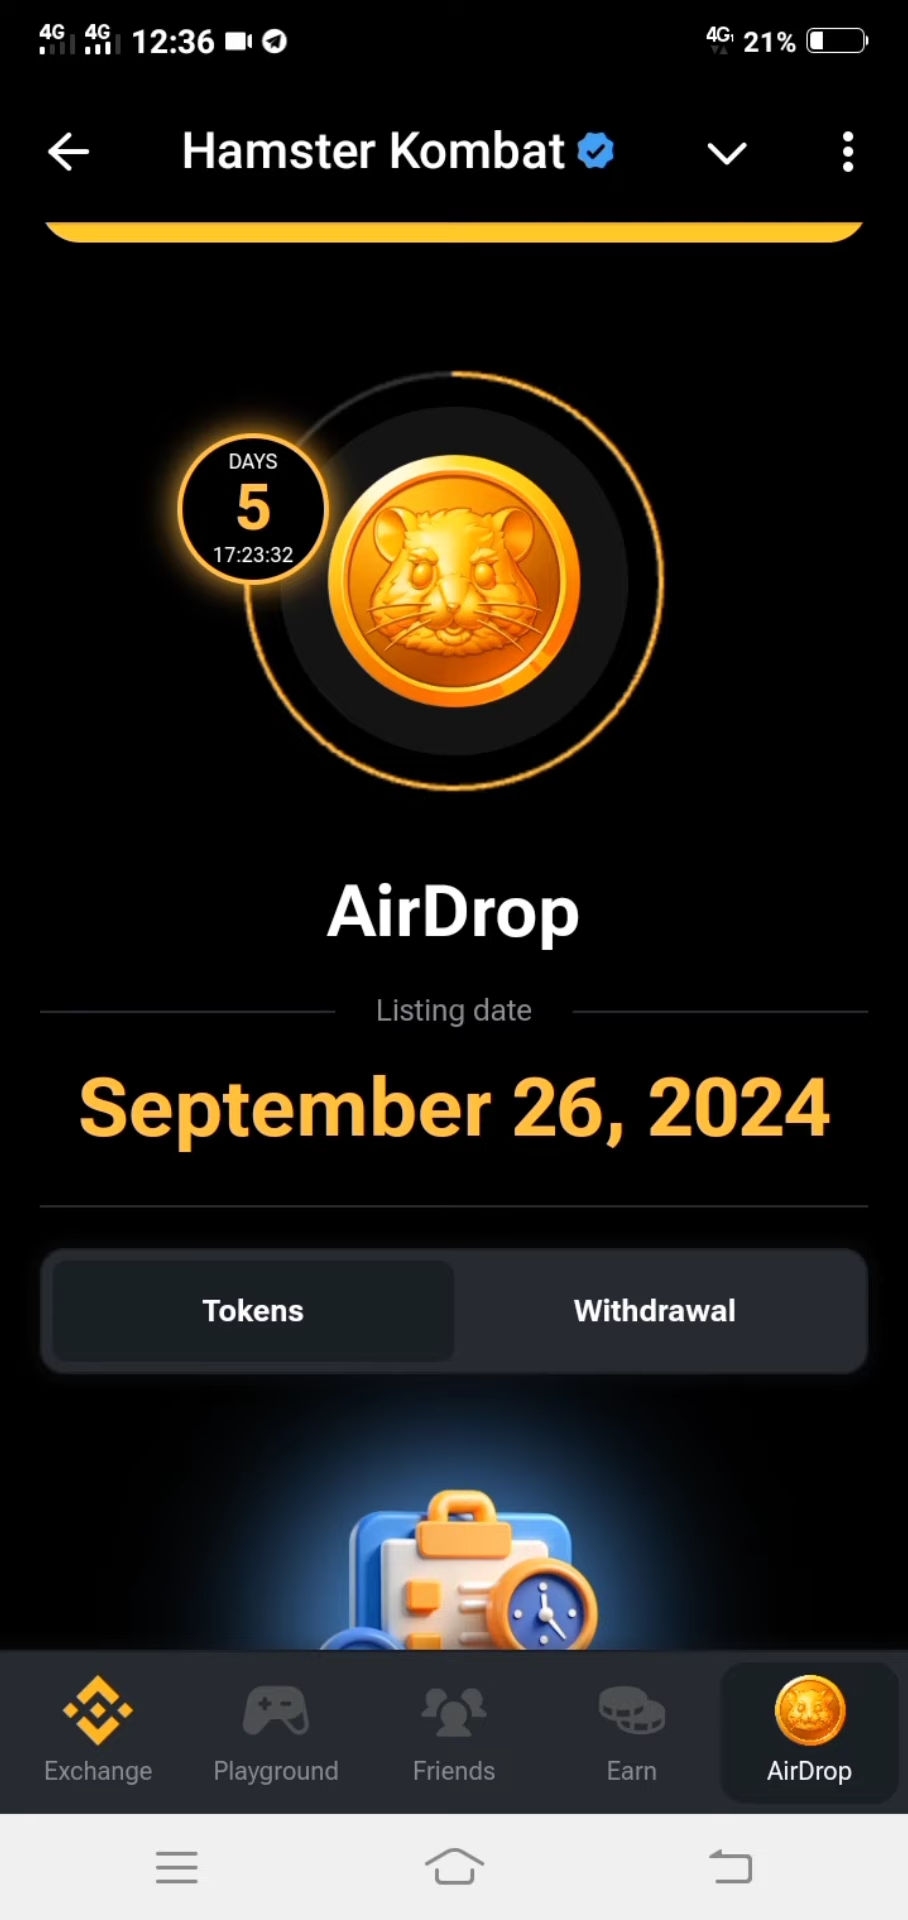 4G 4G 12:36 4G 21%
Hamster Kombat
DAYS
5
17:23:32
AirDrop
Listing date
September 26, 2024
Tokens Withdrawal
Exchange Playground Friends Earn AirDrop